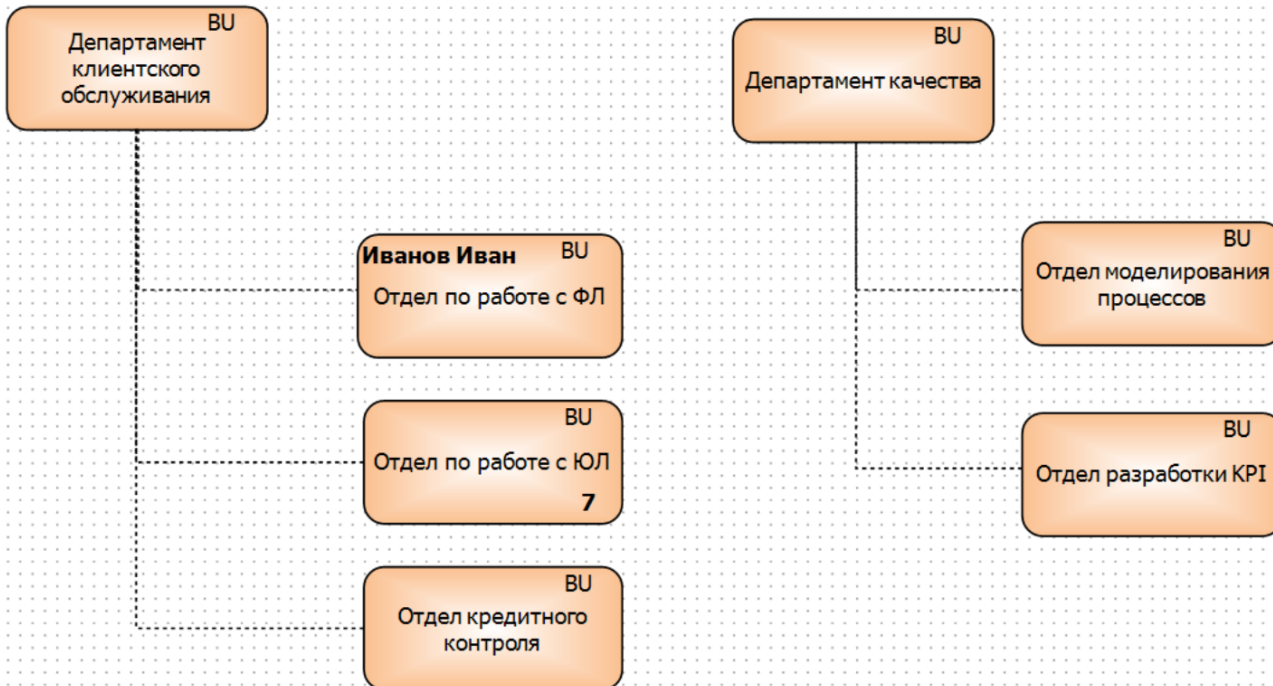 BU
Департамент
клиентского
обслуживания
BU
Департамент качества
Иванов Иван BU
Отдел по работе с ФЛ
BU
Отдел моделирования
процессов
BU
Отдел по работе с ЮЛ
7
BU
Отдел разработки KPI
BU
Отдел кредитного
контроля